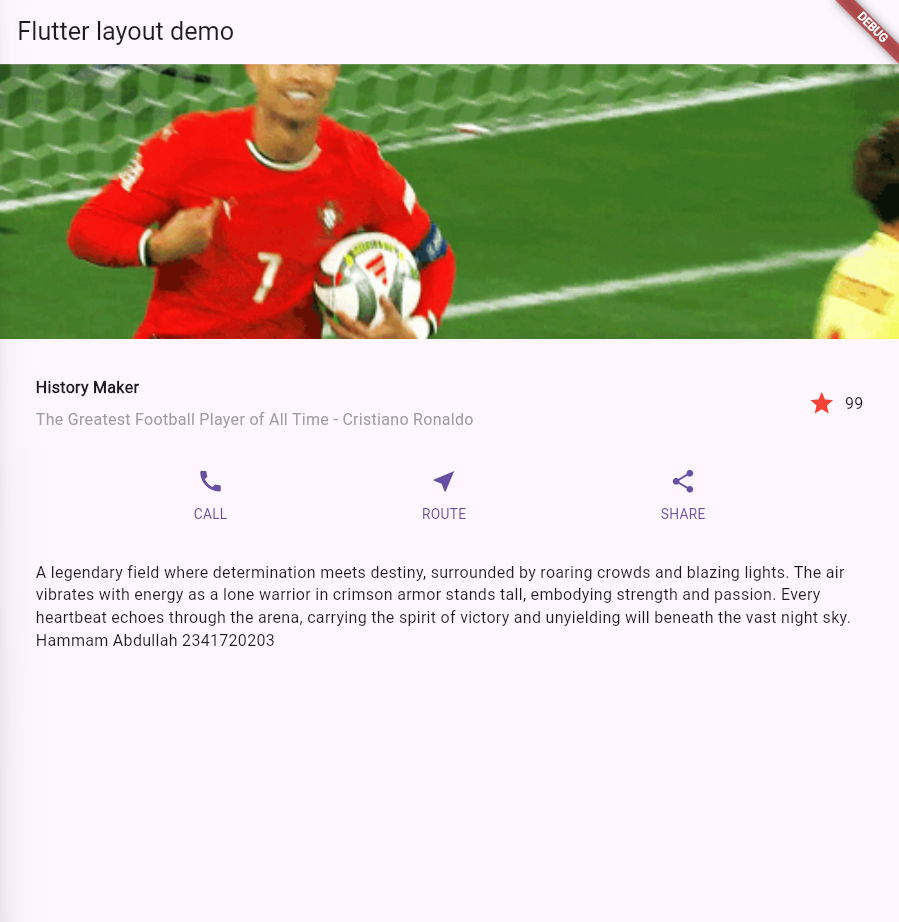 Flutter layout demo
DEBUG
7
History Maker
The Greatest Football Player of All Time - Cristiano Ronaldo
99
CALL
ROUTE
SHARE
A legendary field where determination meets destiny, surrounded by roaring crowds and blazing lights. The air
vibrates with energy as a lone warrior in crimson armor stands tall, embodying strength and passion. Every
heartbeat echoes through the arena, carrying the spirit of victory and unyielding will beneath the vast night sky.
Hammam Abdullah 2341720203